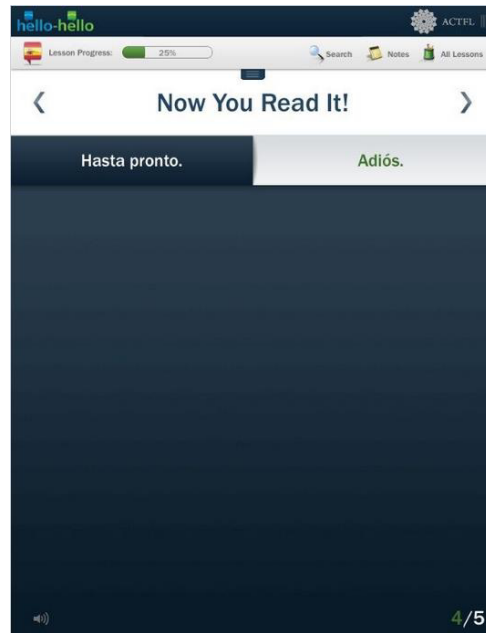 hello-hello
ACTFL
Lesson Progress: 25% Search Notes All Lessons
Now You Read It!
Hasta pronto. Adiós.
4/5